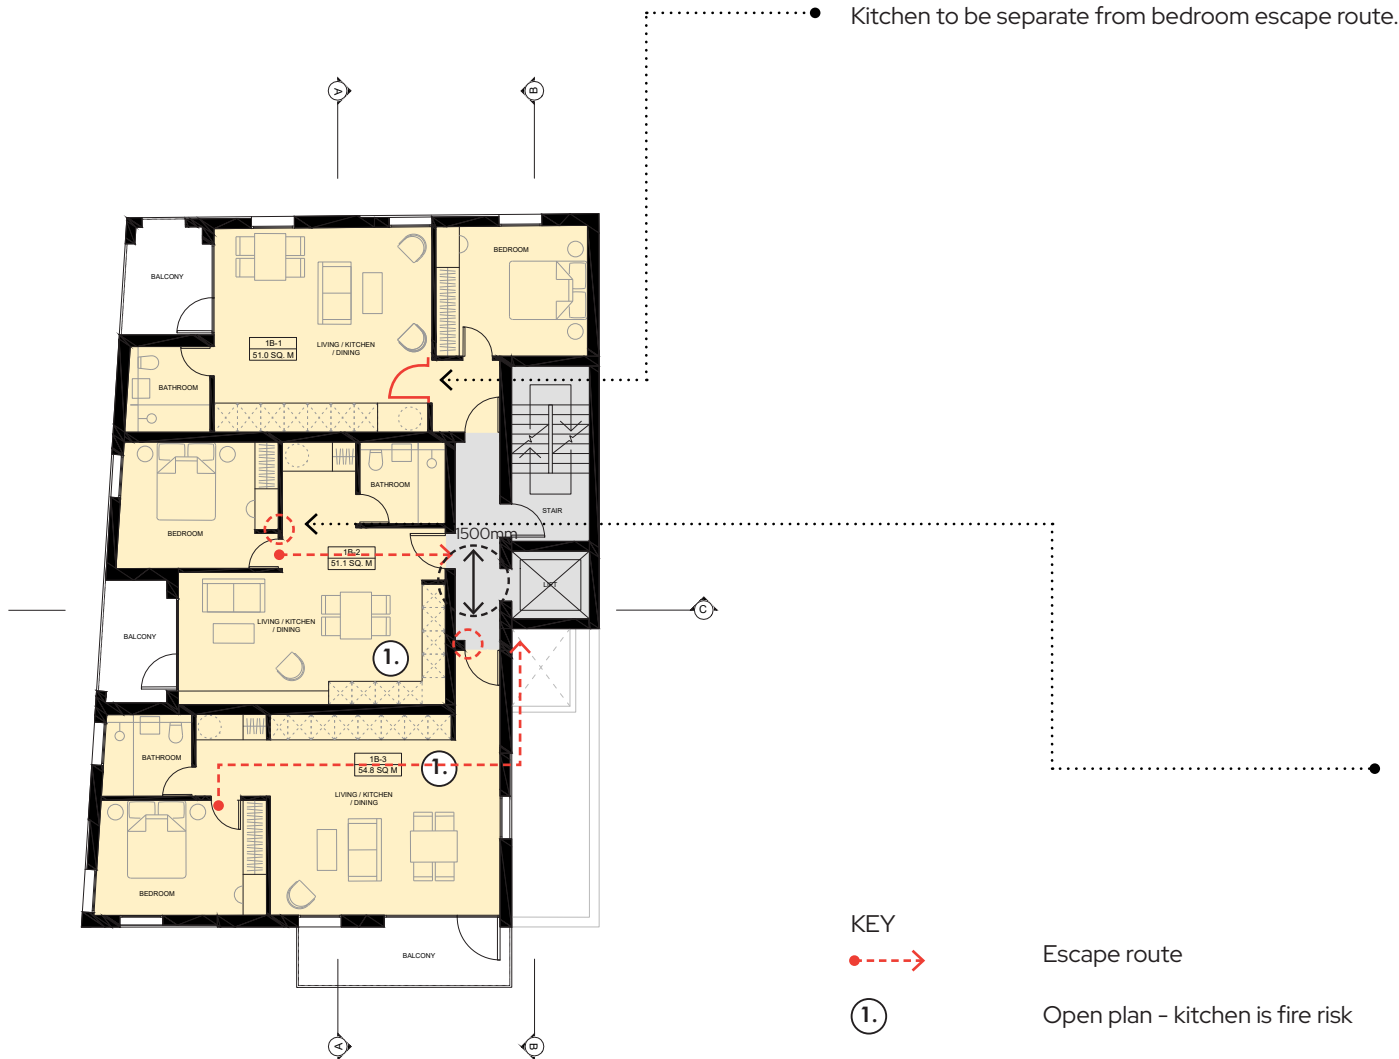 Kitchen to be separate from bedroom escape route.
A
B
BEDROOM
BALCONY
1B-1
51.0 SQ. M
LIVING / KITCHEN
/ DINING
BATHROOM
BATHROOM
BEDROOM
STAIR
1500mm
1B-2
51.1 SQ. M
LIFT
C
LIVING / KITCHEN
/ DINING
BALCONY
1.
BATHROOM
1B-3
54.8 SQ M
1.
LIVING / KITCHEN
/ DINING
BEDROOM
BALCONY
A
B
KEY
Escape route
1.
Open plan - kitchen is fire risk